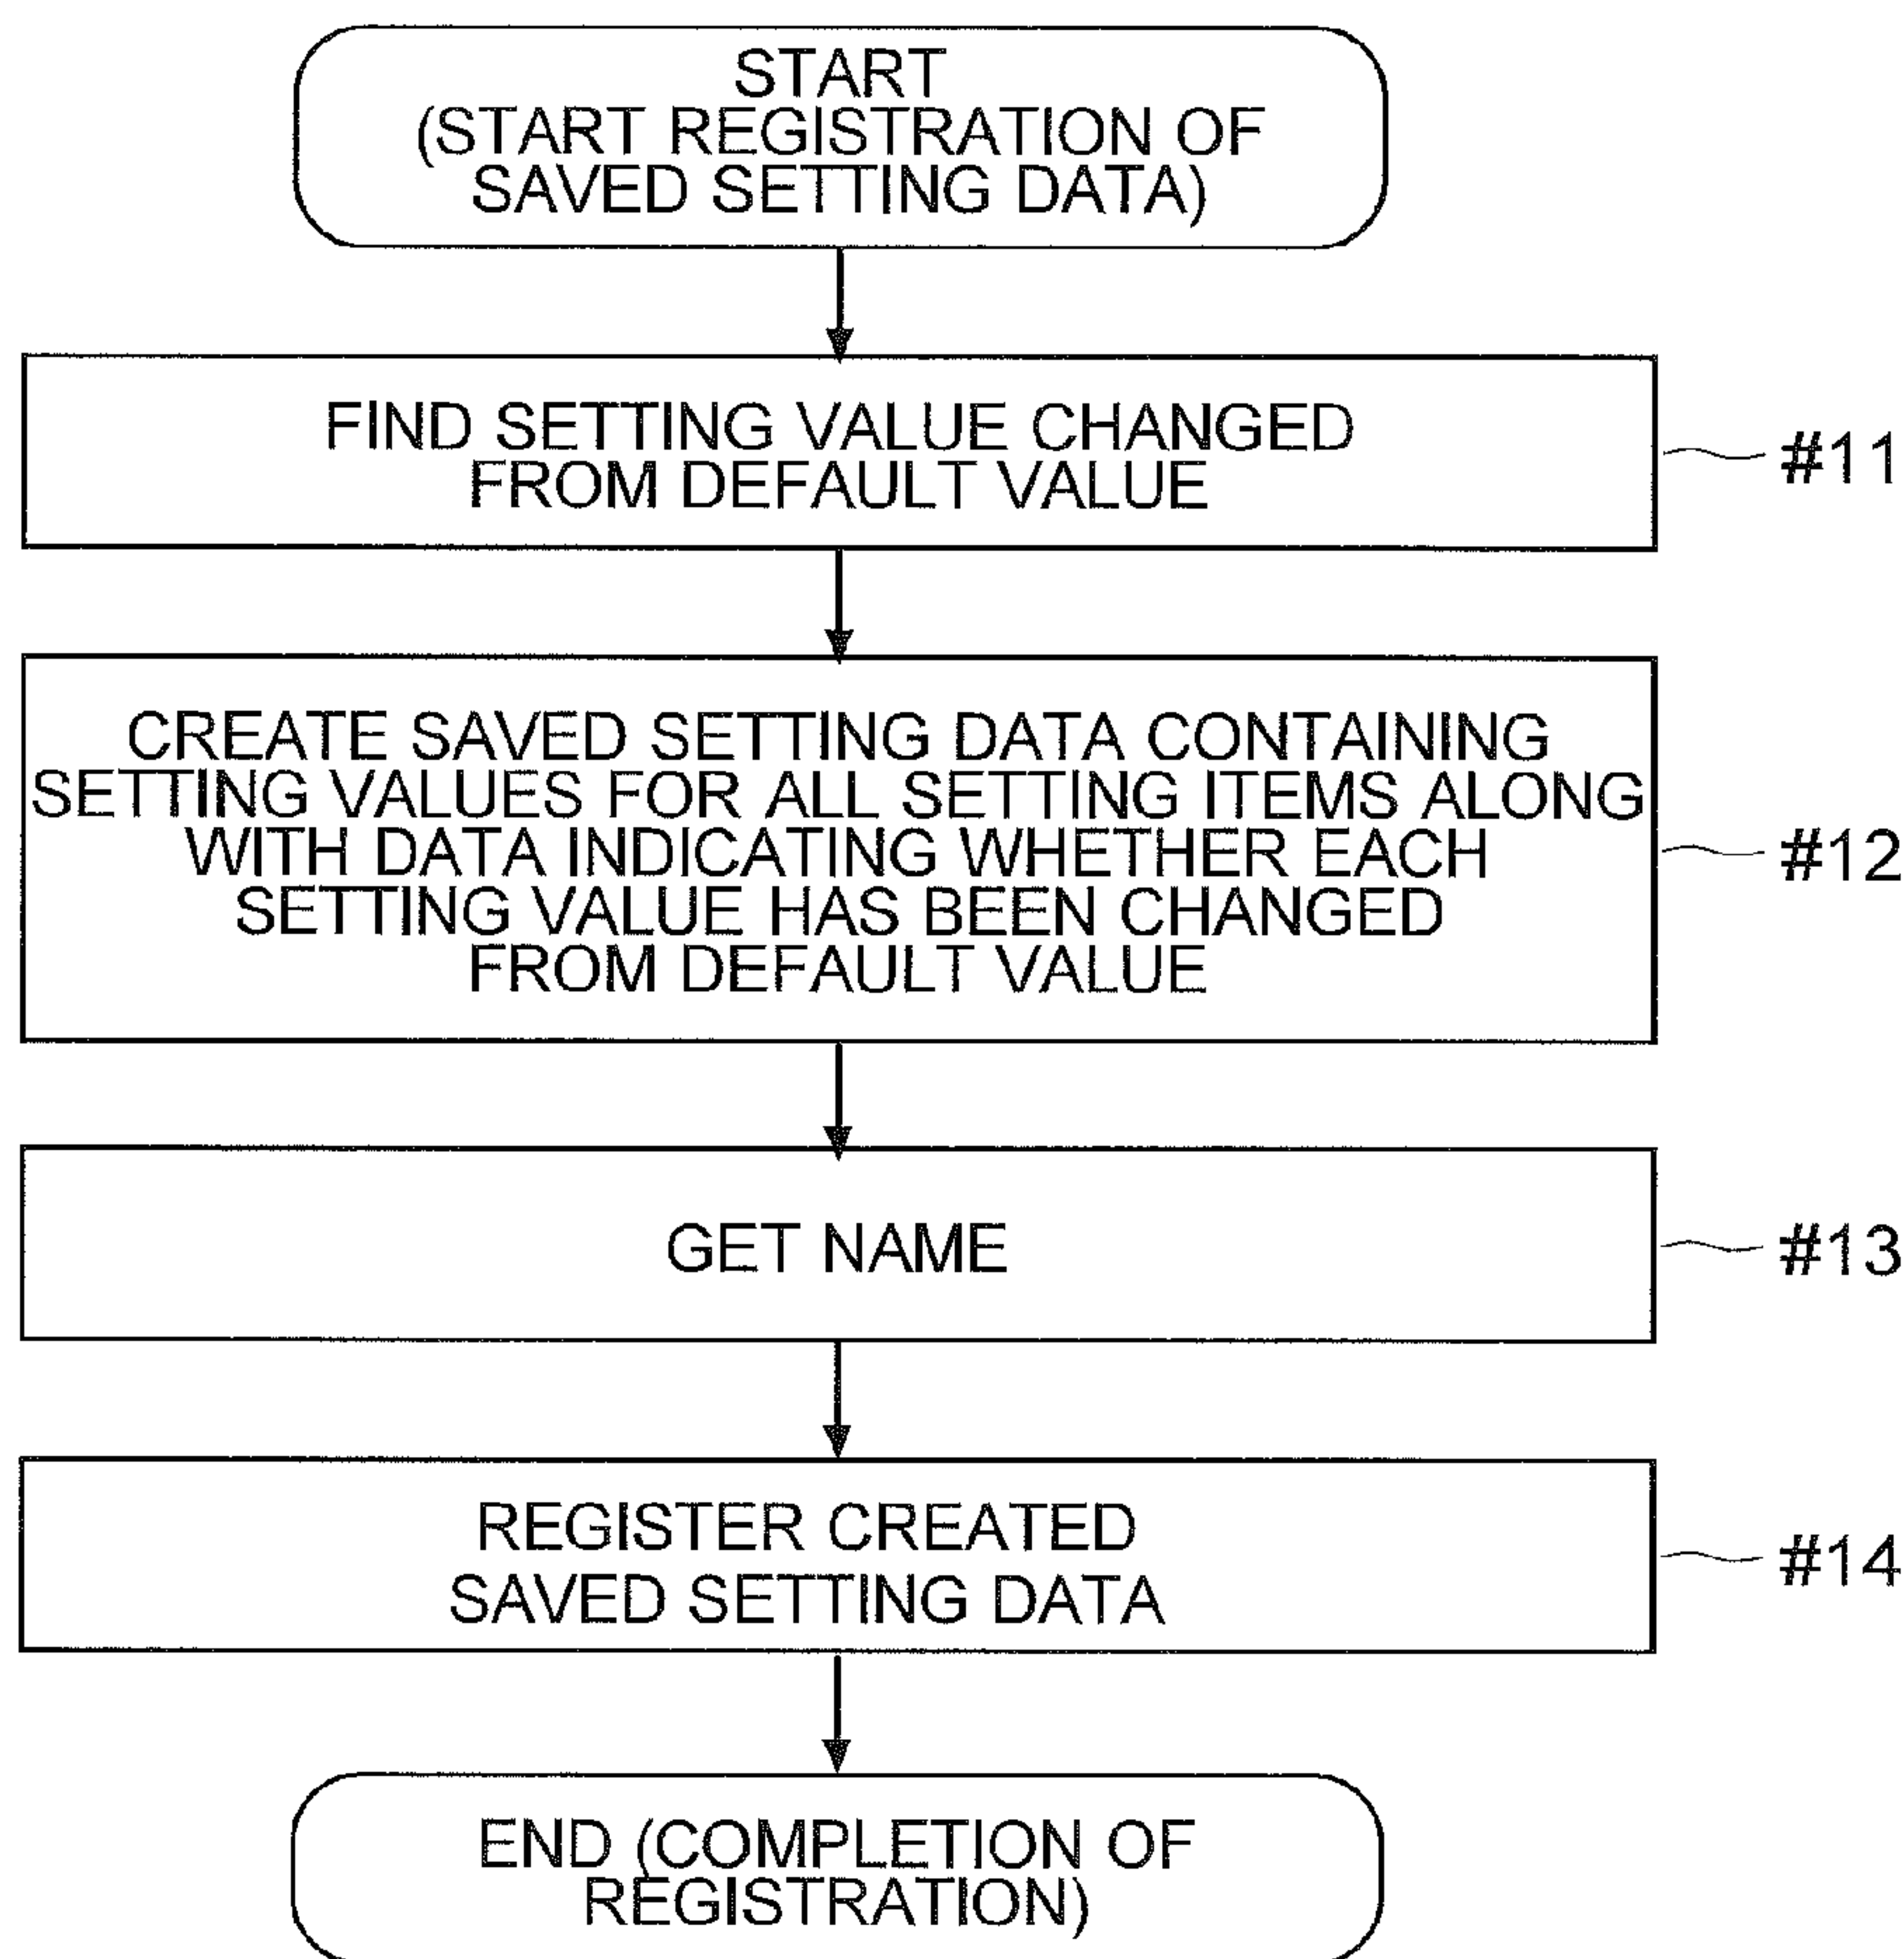 START
(START REGISTRATION OF
SAVED SETTING DATA)
FIND SETTING VALUE CHANGED
FROM DEFAULT VALUE
#11
CREATE SAVED SETTING DATA CONTAINING
SETTING VALUES FOR ALL SETTING ITEMS ALONG
WITH DATA INDICATING WHETHER EACH
SETTING VALUE HAS BEEN CHANGED
FROM DEFAULT VALUE
#12
GET NAME
#13
REGISTER CREATED
SAVED SETTING DATA
#14
END (COMPLETION OF
REGISTRATION)